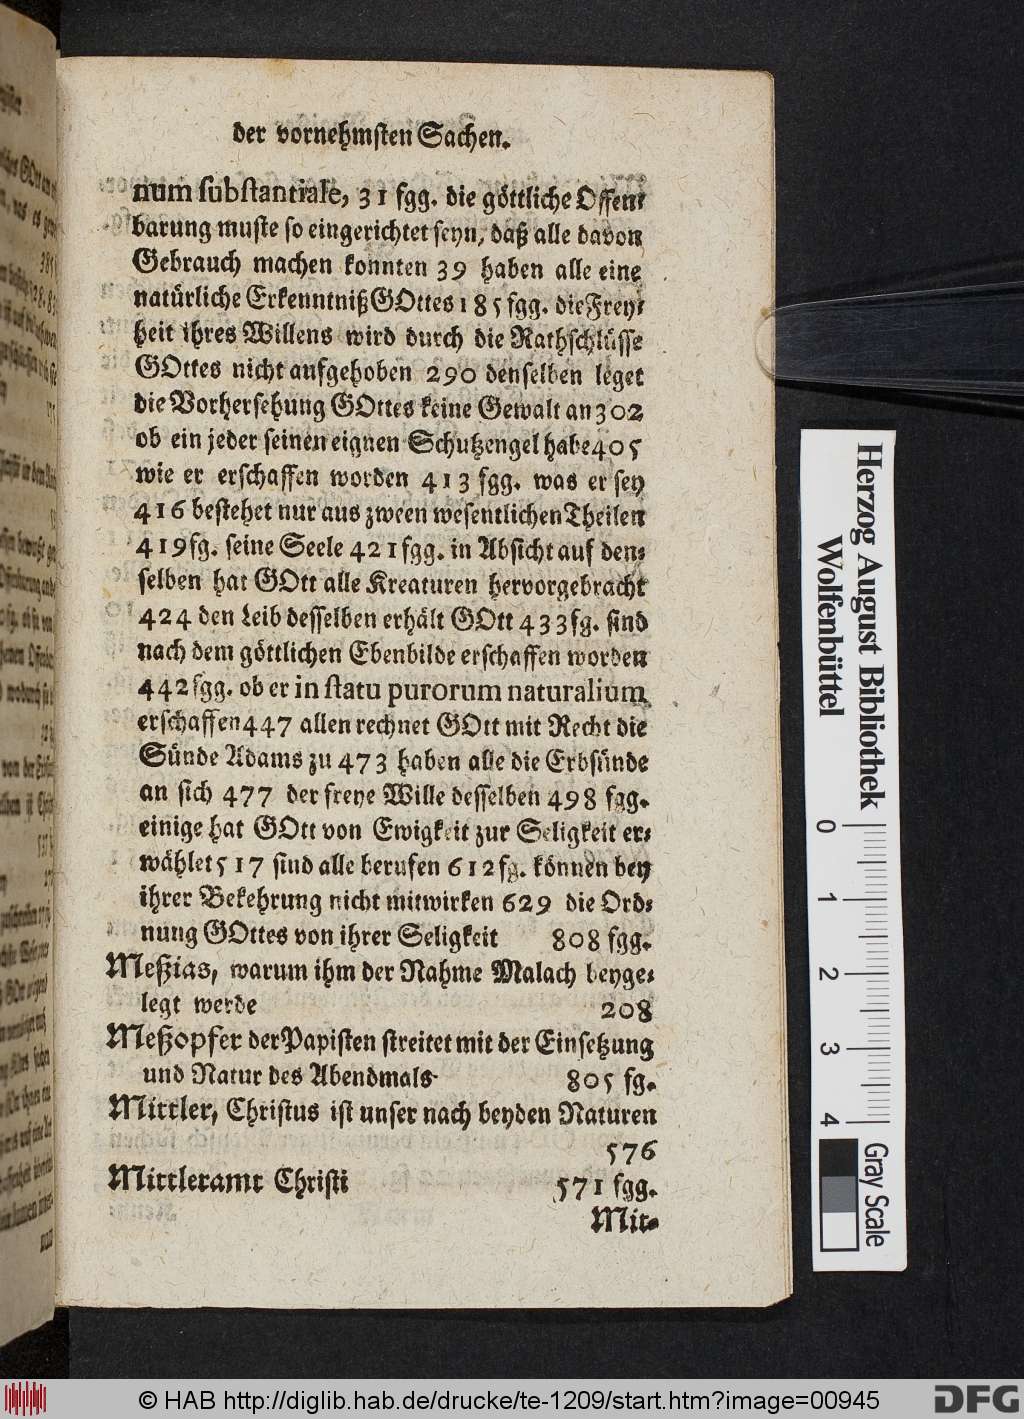 der vornehmsten Sachen.
num substantiale, 31 fgg. die göttliche Offen-
barung muste so eingerichtet seyn, daß alle davon
Gebrauch machen konnten 39 haben alle eine
natürliche Erkenntniß GOttes 185 fgg. die Frey-
heit ihres Willens wird durch die Rathschlüsse
GOttes nicht aufgehoben 290 denselben leget
die Vorhersehung GOttes keine Gewalt an 302
ob ein jeder seinen eignen Schutzengel habe 405
wie er erschaffen worden 413 fgg. was er sey
416 bestehet nur aus zween wesentlichen Theilen
419 fg. seine Seele 421 fgg. in Absicht auf den-
selben hat GOtt alle Kreaturen hervorgebracht
424 den Leib desselben erhält GOtt 433 fg. sind
nach dem göttlichen Ebenbilde erschaffen worden
442 fgg. ob er in statu purorum naturalium
erschaffen 447 allen rechnet GOtt mit Recht die
Sünde Adams zu 473 haben alle die Erbsünde
an sich 477 der freye Wille desselben 498 fgg.
einige hat GOtt von Ewigkeit zur Seligkeit er-
wählet 517 sind alle berufen 612 fg. können bey
ihrer Bekehrung nicht mitwirken 629 die Ord-
nung GOttes von ihrer Seligkeit 808 fgg.
Meßias, warum ihm der Nahme Malach beyge-
legt werde 208
Meßopfer der Papisten streitet mit der Einsetzung
und Natur des Abendmals 805 fg.
Mittler, Christus ist unser nach beyden Naturen
576
Mittleramt Christi 571 fgg.
Mit-
Herzog August Bibliothek
Wolfenbüttel
0 1 2 3 4
Gray Scale
© HAB http://diglib.hab.de/drucke/te-1209/start.htm?image=00945
DFG